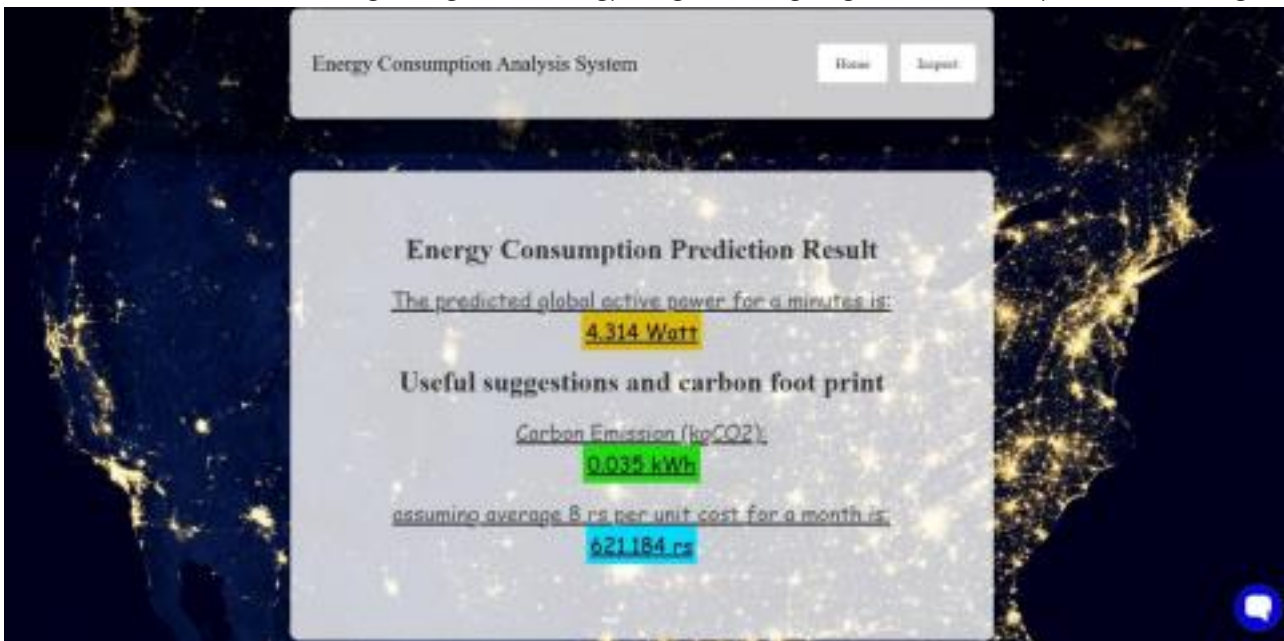 Energy Consumption Analysis System
Home
Energy Consumption Prediction Result
The predicted global active power for a minutes is:
4.314 Watt
Useful suggestions and carbon foot print
Carbon Emission (kgCO2):
0.035 kWh
assuming average 8 rs per unit cost for a month is:
621.184 rs